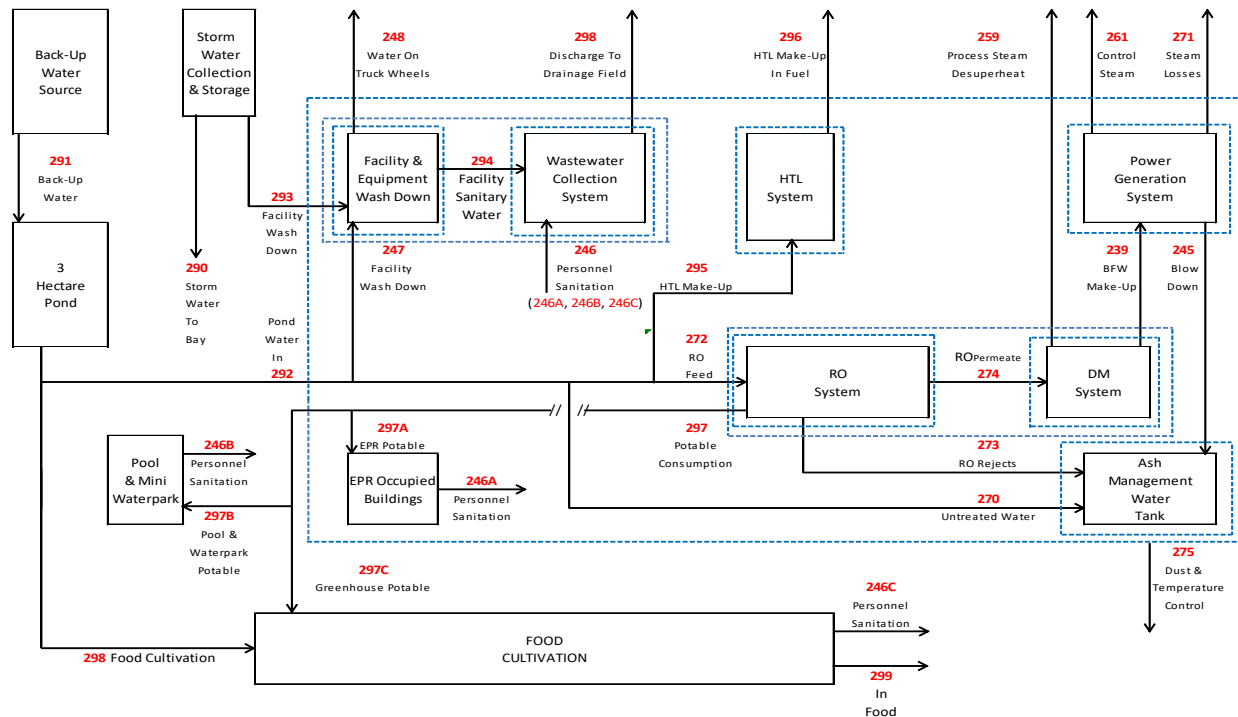 Back-Up
Water
Source
Storm
Water
Collection
& Storage
248
Water On
Truck Wheels
298
Discharge To
Drainage Field
296
HTL Make-Up
In Fuel
259
Process Steam
Desuperheat
261
Control
Steam
271
Steam
Losses
291
Back-Up
Water
293
Facility
Wash
Down
Facility &
Equipment
Wash Down
294
Facility
Sanitary
Water
Wastewater
Collection
System
HTL
System
Power
Generation
System
3
Hectare
Pond
290
Storm
Water
To
Bay
247
Facility
Wash Down
246
Personnel
Sanitation
(246A, 246B, 246C)
295
HTL Make-Up
239
BFW
Make-Up
245
Blow
Down
Pond
Water
In
292
272
RO
Feed
RO
System
RO Permeate
274
DM
System
297
Potable
Consumption
273
RO Rejects
297A
EPR Potable
Pool
& Mini
Waterpark
246B
Personnel
Sanitation
EPR Occupied
Buildings
246A
Personnel
Sanitation
270
Untreated Water
Ash
Management
Water
Tank
297B
Pool &
Waterpark
Potable
297C
Greenhouse Potable
275
Dust &
Temperature
Control
246C
Personnel
Sanitation
FOOD
CULTIVATION
298 Food Cultivation
299
In
Food